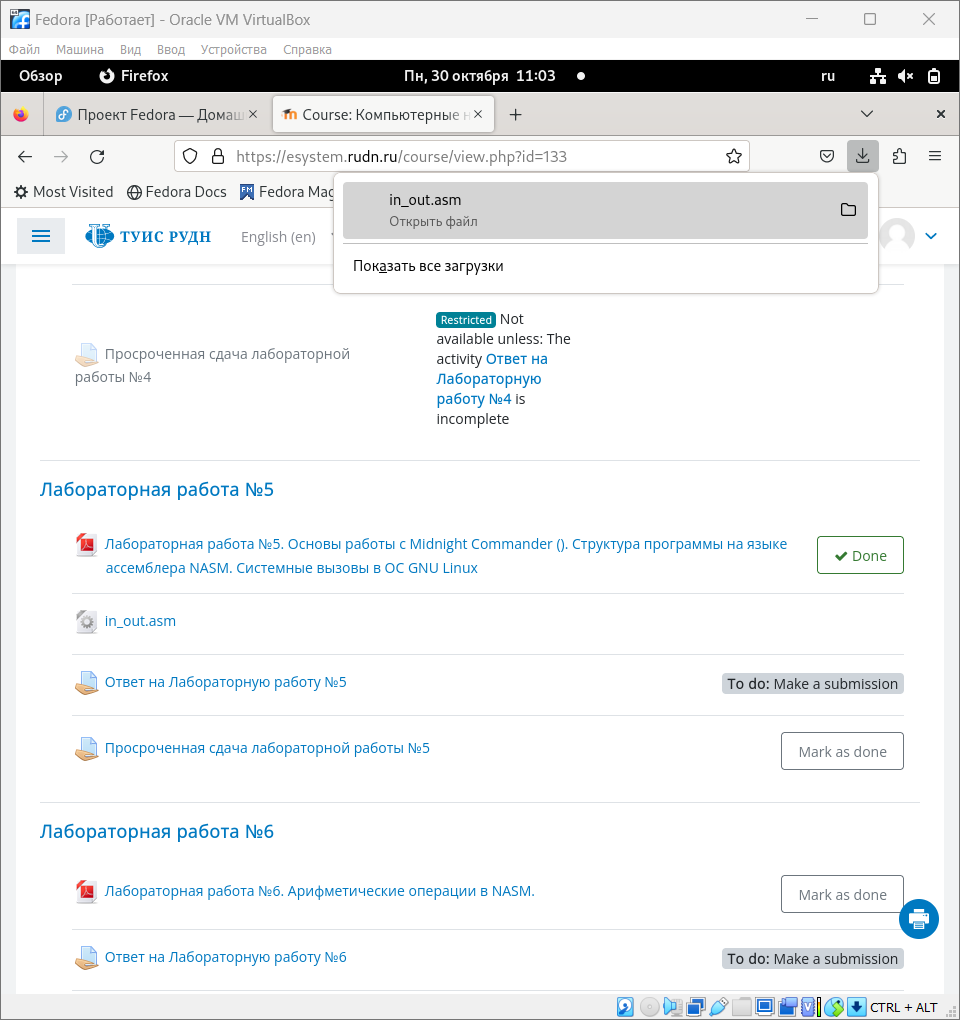 Fedora [Работает] - Oracle VM VirtualBox
Файл Машина Вид Ввод Устройства Справка
Обзор Firefox Пн, 30 октября 11:03 ru
Проект Fedora — Домаш Course: Компьютерные н
https://esystem.rudn.ru/course/view.php?id=133
Most Visited Fedora Docs Fedora Mag
in_out.asm
Открыть файл
Показать все загрузки
ТУИС РУДН English (en)
Restricted Not
available unless: The
activity Ответ на
Лабораторную
работу №4 is
incomplete
Просроченная сдача лабораторной
работы №4
Лабораторная работа №5
Лабораторная работа №5. Основы работы с Midnight Commander (). Структура программы на языке
ассемблера NASM. Системные вызовы в ОС GNU Linux
Done
in_out.asm
Ответ на Лабораторную работу №5
To do: Make a submission
Просроченная сдача лабораторной работы №5
Mark as done
Лабораторная работа №6
Лабораторная работа №6. Арифметические операции в NASM.
Mark as done
Ответ на Лабораторную работу №6
To do: Make a submission
CTRL + ALT